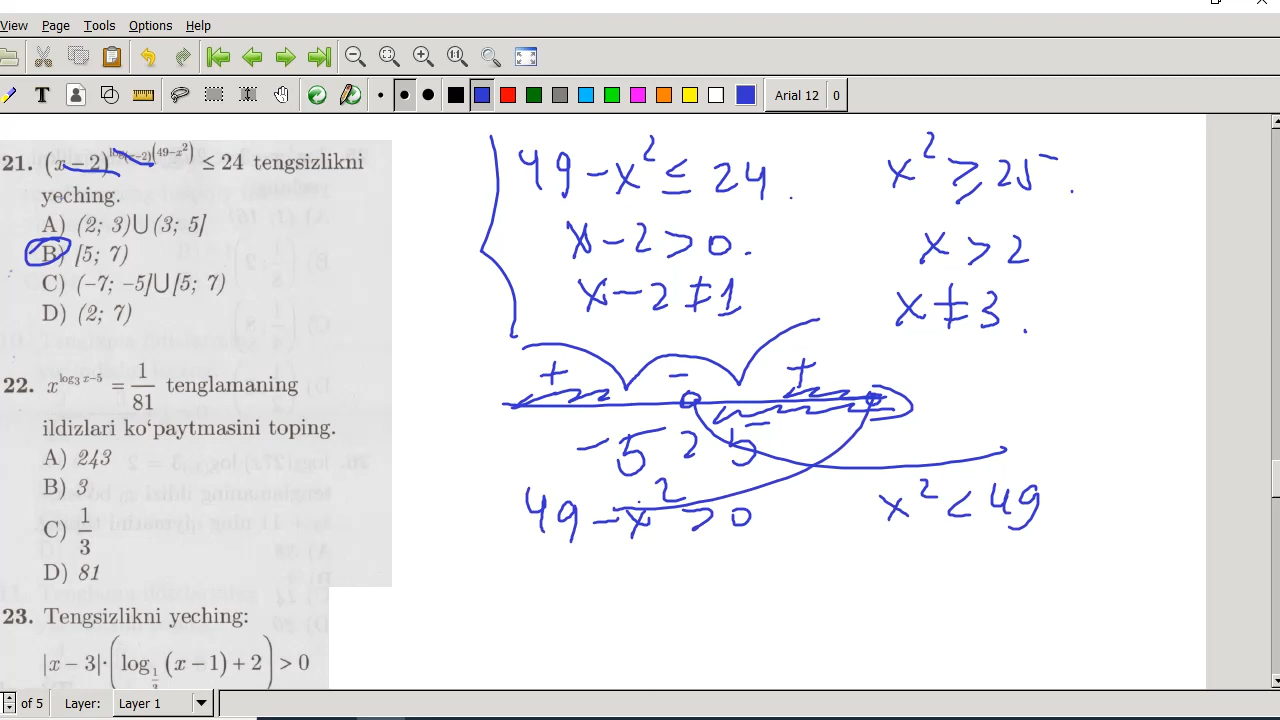 View Page Tools Options Help
T Arial 12 0
21. (x − 2)^log(x−2)(49−x²) ≤ 24 tengsizlikni
yeching.
A) (2; 3)⋃(3; 5]
B) [5; 7)
C) (−7; −5]⋃[5; 7)
D) (2; 7)
22. x^log₃ x−5 = 1/81 tenglamaning
ildizlari ko‘paytmasini toping.
A) 243
B) 3
C) 1/3
D) 81
23. Tengsizlikni yeching:
|x − 3|·(log (x − 1) + 2) > 0
49 − x² ≤ 24 x² ≥ 25
x − 2 > 0. x > 2
x − 2 ≠ 1 x ≠ 3.
+ − +
−5 2 5
49 − x² > 0 x² < 49
of 5 Layer: Layer 1